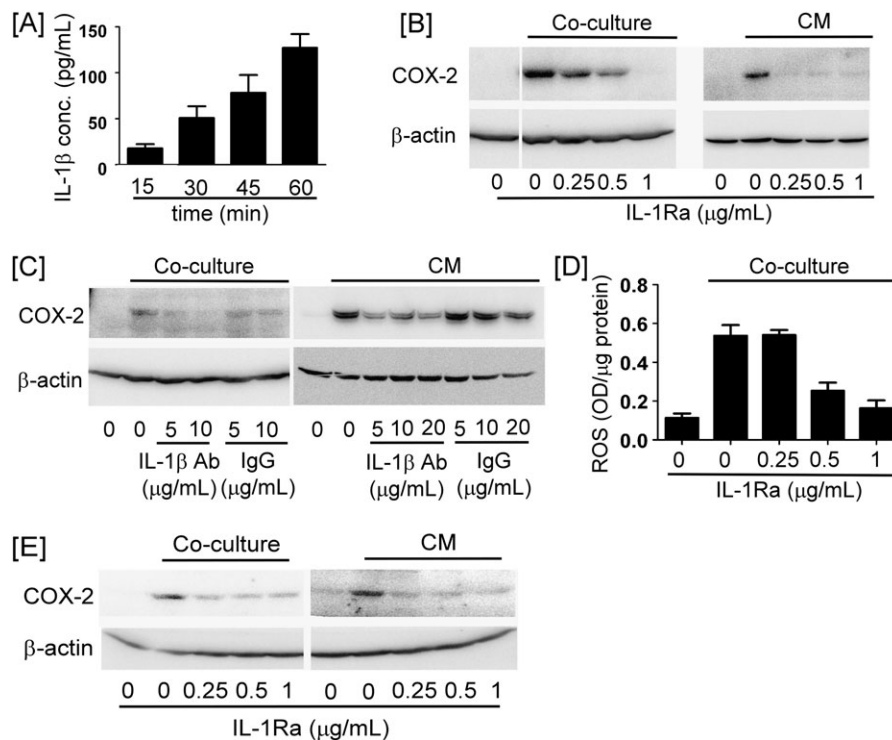 [A]
IL-1β conc. (pg/mL)
150
100
50
0
15 30 45 60
time (min)
[B]
Co-culture CM
COX-2
β-actin
0 0 0.25 0.5 1 0 0 0.25 0.5 1
IL-1Ra (μg/mL)
[C]
Co-culture CM
COX-2
β-actin
0 0 5 10 5 10 0 0 5 10 20 5 10 20
IL-1β Ab IgG IL-1β Ab IgG
(μg/mL) (μg/mL) (μg/mL) (μg/mL)
[D]
Co-culture
ROS (OD/μg protein)
0.8
0.6
0.4
0.2
0.0
0 0 0.25 0.5 1
IL-1Ra (μg/mL)
[E]
Co-culture CM
COX-2
β-actin
0 0 0.25 0.5 1 0 0 0.25 0.5 1
IL-1Ra (μg/mL)